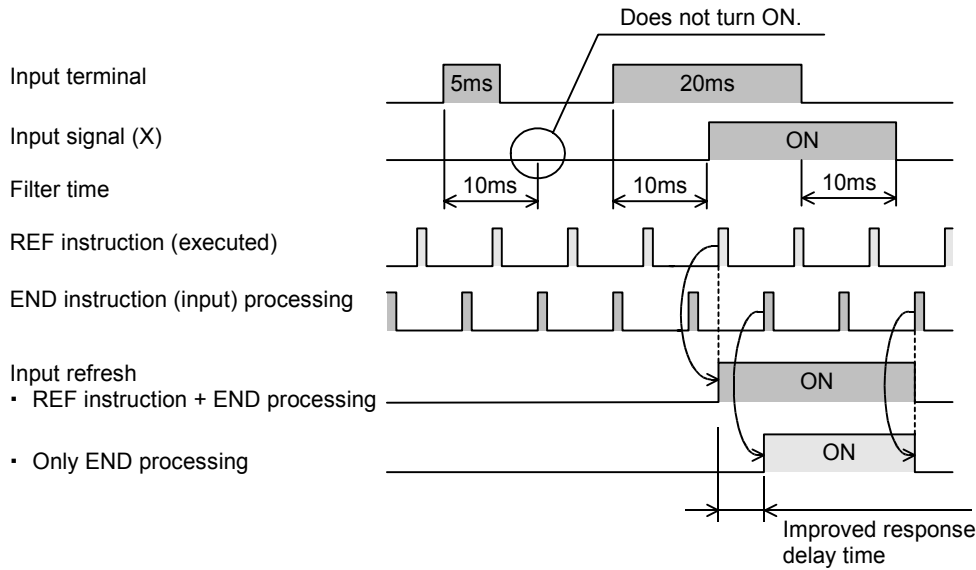 Does not turn ON.
Input terminal
5ms
20ms
Input signal (X)
ON
Filter time
10ms
10ms
10ms
REF instruction (executed)
END instruction (input) processing
Input refresh
・ REF instruction + END processing
ON
・ Only END processing
ON
Improved response
delay time